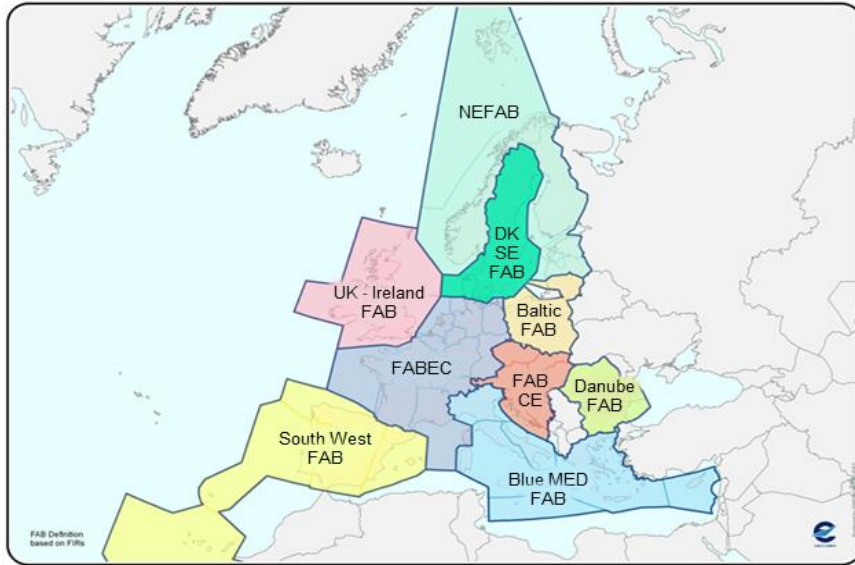 NEFAB
DK
SE
FAB
UK - Ireland
FAB
Baltic
FAB
FABEC
FAB
CE
Danube
FAB
South West
FAB
Blue MED
FAB
FAB Definition
based on FIRs